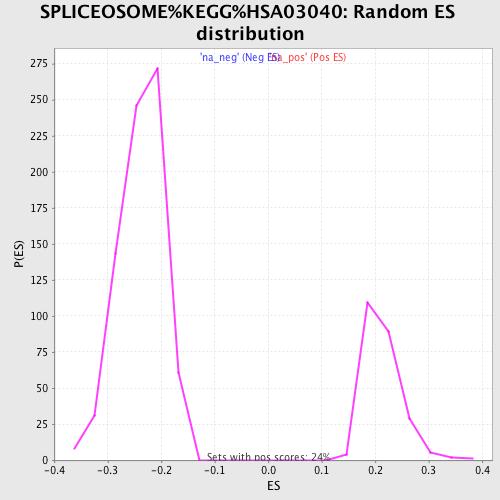 SPLICEOSOME%KEGG%HSA03040: Random ES
distribution
'na_neg' (Neg ES) 'na_pos' (Pos ES)
275
250
225
200
175
150
125
100
75
50
25
0
P(ES)
Sets with pos scores: 24%
-0.4 -0.3 -0.2 -0.1 0.0 0.1 0.2 0.3 0.4
ES